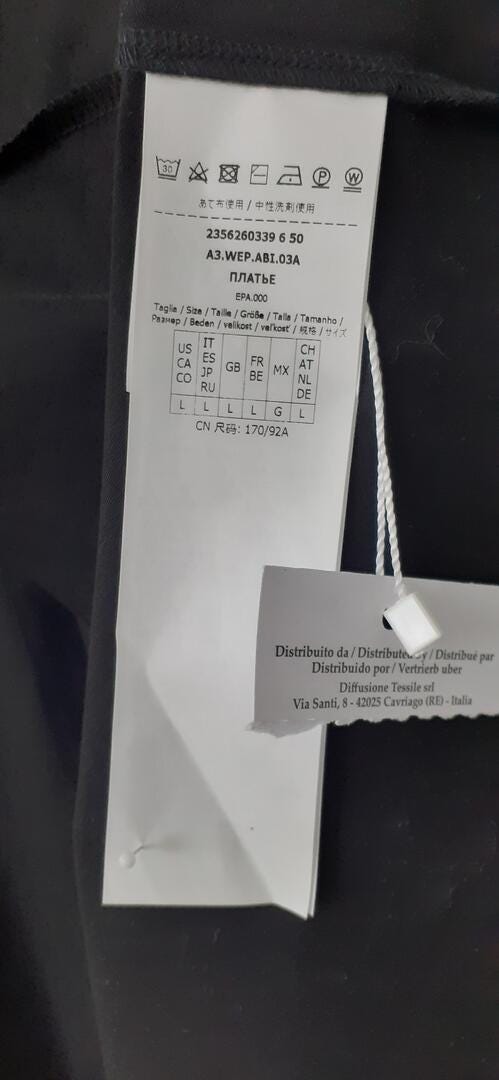 30
P W
あて布使用 / 中性洗剤使用
2356260339 6 50
A3.WEP.ABI.03A
ПЛАТЬЕ
EPA.000
Taglia / Size / Taille / Größe / Talla / Tamanho /
Размер / Beden / velikost / veľkosť / 规格 / サイズ
US CA CO IT ES JP RU GB FR BE MX CH AT NL DE
L L L L G L
CN 尺码: 170/92A
Distribuito da / Distributed by / Distribué par
Distribuido por / Vertrierb uber
Diffusione Tessile srl
Via Santi, 8 - 42025 Cavriago (RE) - Italia